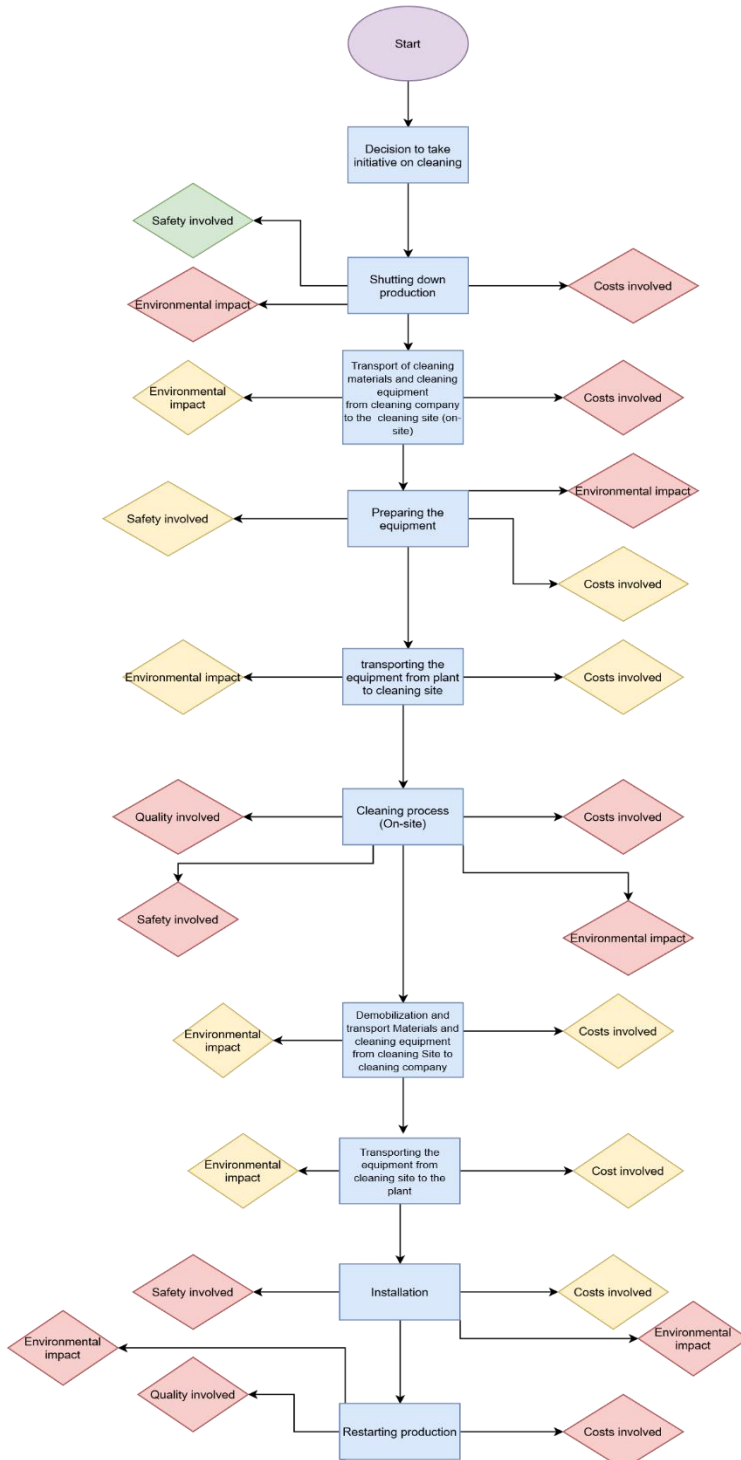 Start
Decision to take
initiative on cleaning
Safety involved
Shutting down
production
Costs involved
Environmental impact
Environmental
impact
Transport of cleaning
materials and cleaning
equipment
from cleaning company
to the cleaning site (on-
site)
Costs involved
Environmental impact
Safety involved
Preparing the
equipment
Costs involved
Environmental impact
transporting the
equipment from plant
to cleaning site
Costs involved
Quality involved
Cleaning process
(On-site)
Costs involved
Safety involved
Environmental impact
Environmental
impact
Demobilization and
transport Materials and
cleaning equipment
from cleaning Site to
cleaning company
Costs involved
Environmental
impact
Transporting the
equipment from
cleaning site to the
plant
Cost involved
Safety involved
Installation
Costs involved
Environmental
impact
Environmental
impact
Quality involved
Restarting production
Costs involved